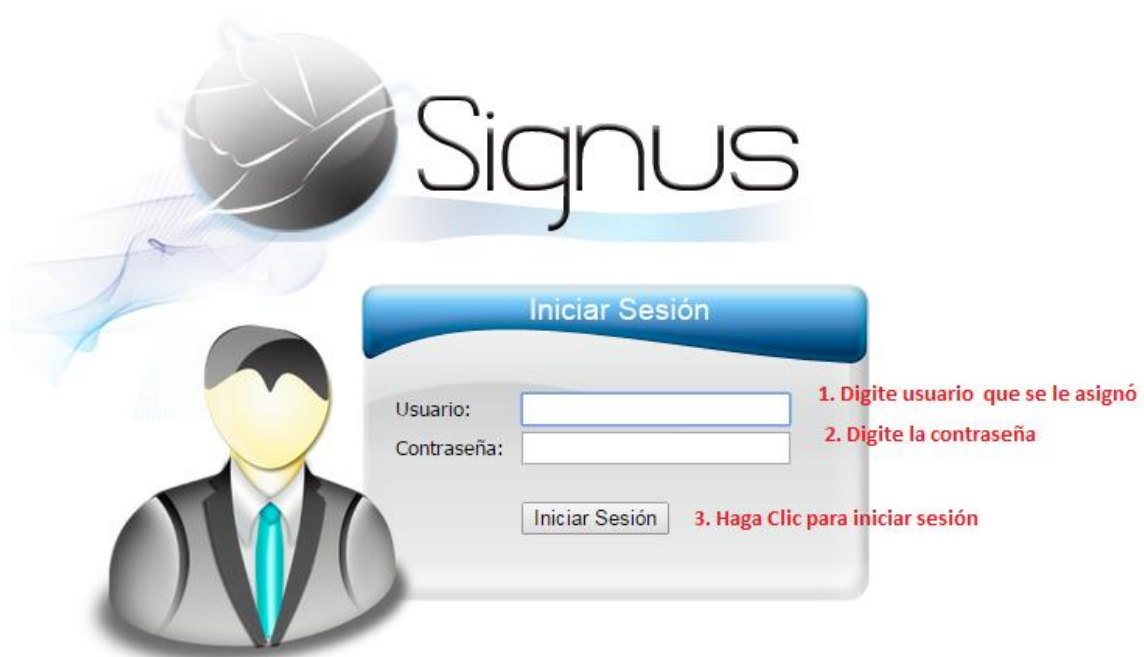 Signus
Iniciar Sesión
Usuario:
1. Digite usuario que se le asignó
Contraseña:
2. Digite la contraseña
Iniciar Sesión
3. Haga Clic para iniciar sesión